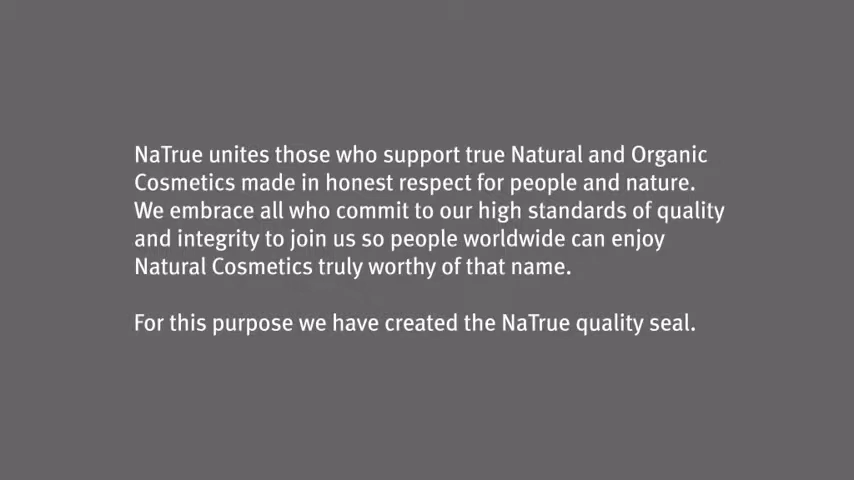 NaTrue unites those who support true Natural and Organic
Cosmetics made in honest respect for people and nature.
We embrace all who commit to our high standards of quality
and integrity to join us so people worldwide can enjoy
Natural Cosmetics truly worthy of that name.
For this purpose we have created the NaTrue quality seal.